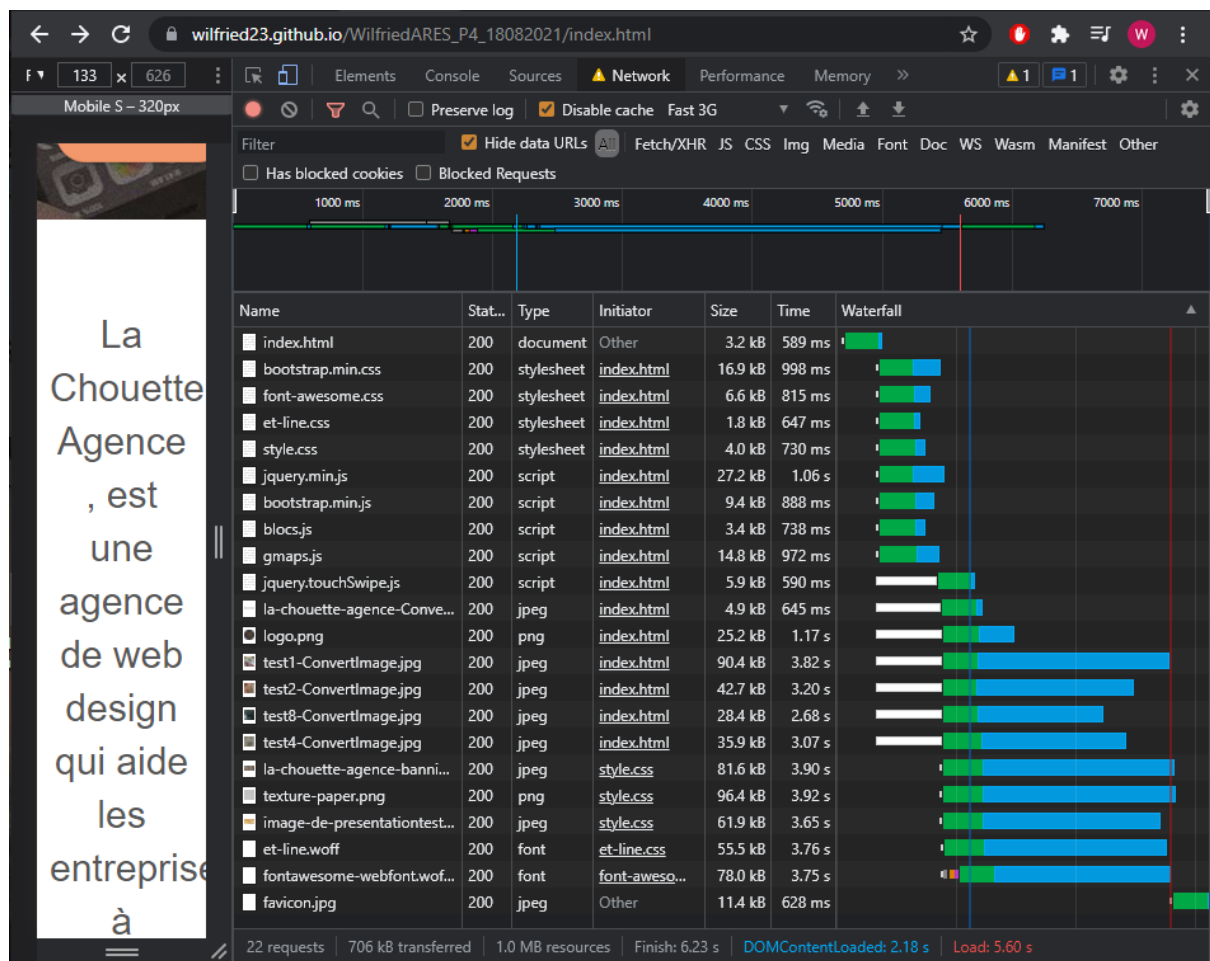 wilfried23.github.io/WilfriedARES_P4_18082021/index.html
W
F 133 x 626
Elements Console Sources Network Performance Memory » 1 1
Mobile S – 320px
Preserve log Disable cache Fast 3G
Filter Hide data URLs All Fetch/XHR JS CSS Img Media Font Doc WS Wasm Manifest Other
Has blocked cookies Blocked Requests
1000 ms 2000 ms 3000 ms 4000 ms 5000 ms 6000 ms 7000 ms
Name Stat... Type Initiator Size Time Waterfall
index.html 200 document Other 3.2 kB 589 ms
bootstrap.min.css 200 stylesheet index.html 16.9 kB 998 ms
font-awesome.css 200 stylesheet index.html 6.6 kB 815 ms
et-line.css 200 stylesheet index.html 1.8 kB 647 ms
style.css 200 stylesheet index.html 4.0 kB 730 ms
jquery.min.js 200 script index.html 27.2 kB 1.06 s
bootstrap.min.js 200 script index.html 9.4 kB 888 ms
blocs.js 200 script index.html 3.4 kB 738 ms
gmaps.js 200 script index.html 14.8 kB 972 ms
jquery.touchSwipe.js 200 script index.html 5.9 kB 590 ms
la-chouette-agence-Conve... 200 jpeg index.html 4.9 kB 645 ms
logo.png 200 png index.html 25.2 kB 1.17 s
test1-ConvertImage.jpg 200 jpeg index.html 90.4 kB 3.82 s
test2-ConvertImage.jpg 200 jpeg index.html 42.7 kB 3.20 s
test8-ConvertImage.jpg 200 jpeg index.html 28.4 kB 2.68 s
test4-ConvertImage.jpg 200 jpeg index.html 35.9 kB 3.07 s
la-chouette-agence-banni... 200 jpeg style.css 81.6 kB 3.90 s
texture-paper.png 200 png style.css 96.4 kB 3.92 s
image-de-presentationtest... 200 jpeg style.css 61.9 kB 3.65 s
et-line.woff 200 font et-line.css 55.5 kB 3.76 s
fontawesome-webfont.wof... 200 font font-aweso... 78.0 kB 3.75 s
favicon.jpg 200 jpeg Other 11.4 kB 628 ms
22 requests 706 kB transferred 1.0 MB resources Finish: 6.23 s DOMContentLoaded: 2.18 s Load: 5.60 s
La
Chouette
Agence
, est
une
agence
de web
design
qui aide
les
entreprise
à